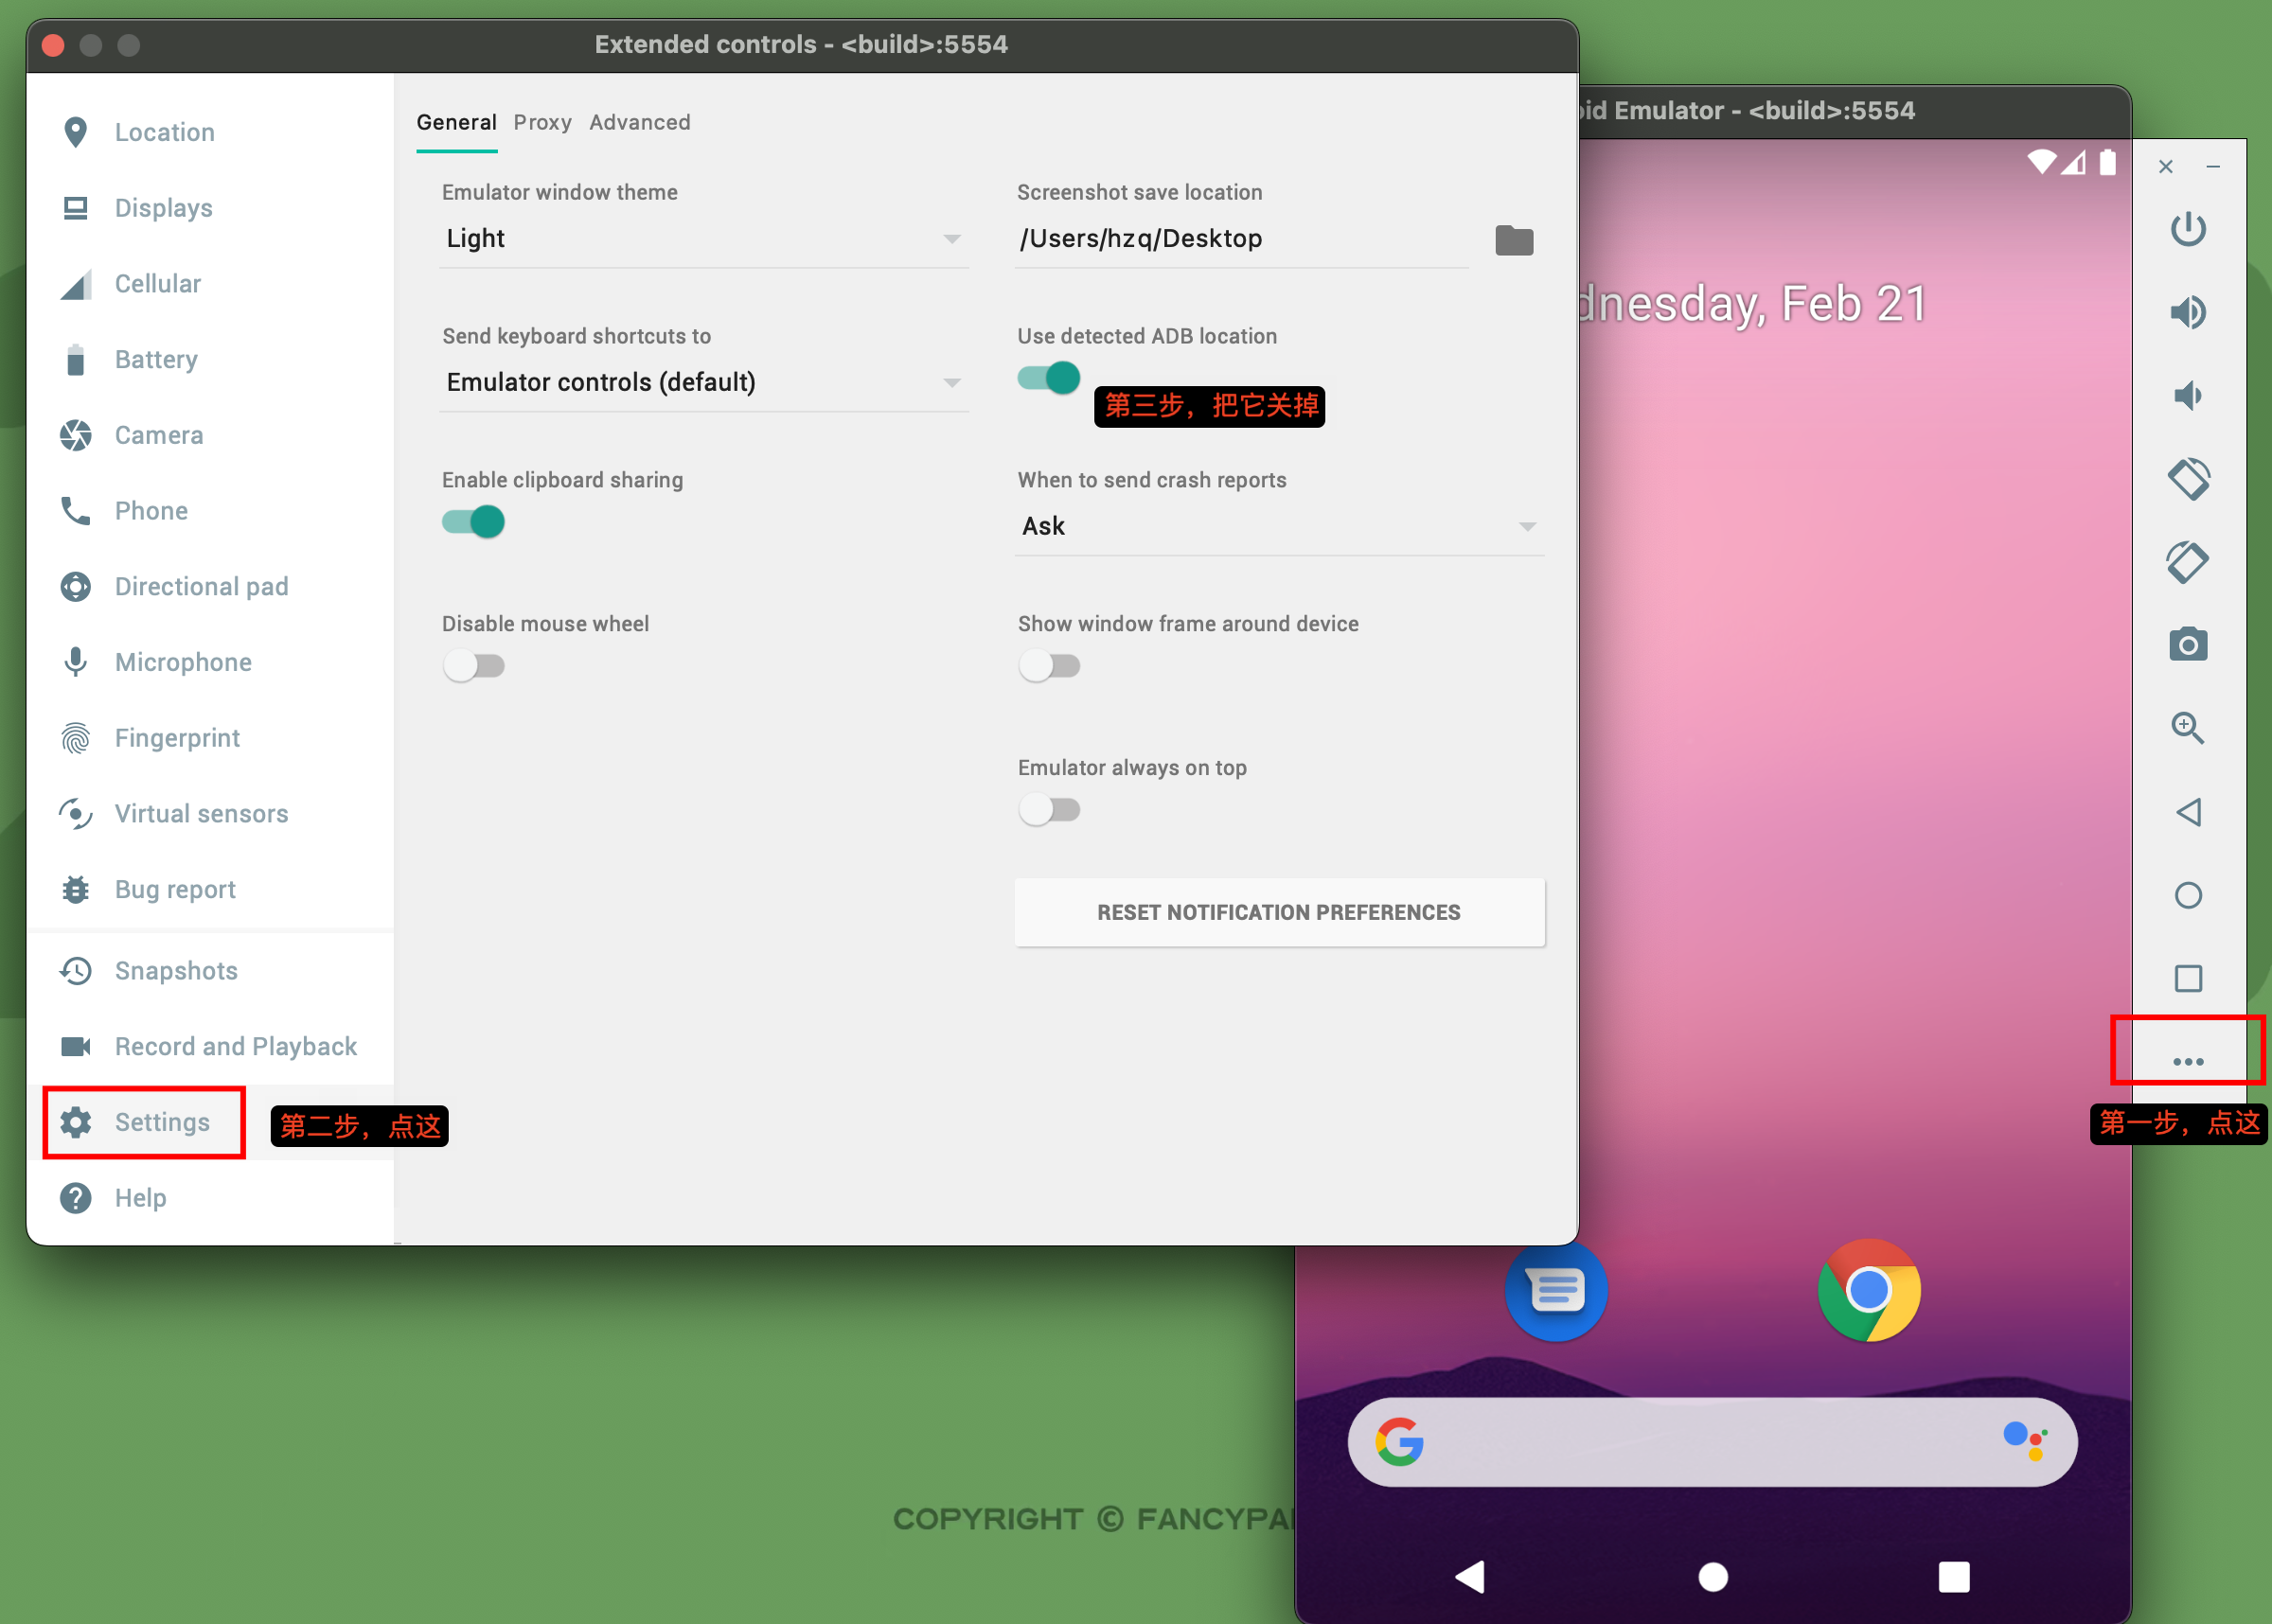 Extended controls - <build>:5554
Location
Displays
Cellular
Battery
Camera
Phone
Directional pad
Microphone
Fingerprint
Virtual sensors
Bug report
Snapshots
Record and Playback
Settings
第二步，点这
Help
General Proxy Advanced
Emulator window theme
Light
Send keyboard shortcuts to
Emulator controls (default)
Enable clipboard sharing
Disable mouse wheel
Screenshot save location
/Users/hzq/Desktop
Use detected ADB location
第三步，把它关掉
When to send crash reports
Ask
Show window frame around device
Emulator always on top
RESET NOTIFICATION PREFERENCES
Emulator - <build>:5554
Feb 21
第一步，点这
COPYRIGHT ©